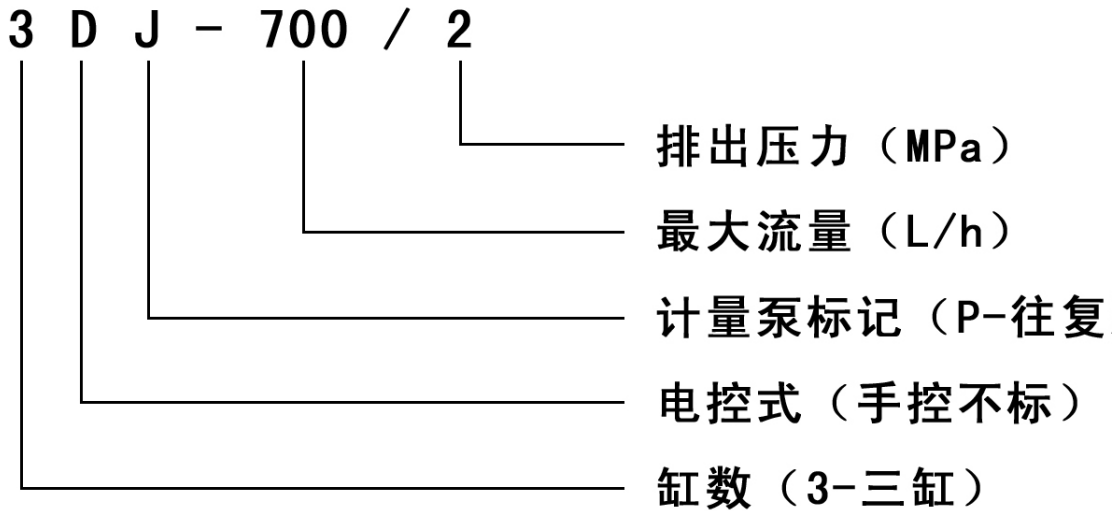 3 D J - 700 / 2
排出压力（MPa）
最大流量（L/h）
计量泵标记（P-往复
电控式（手控不标）
缸数（3-三缸）